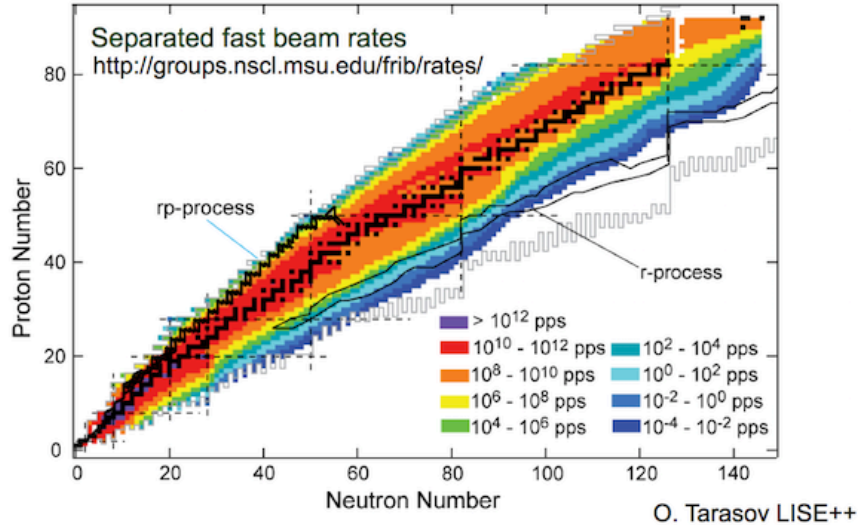 Separated fast beam rates
http://groups.nscl.msu.edu/frib/rates/
80
60
40
20
0
Proton Number
rp-process
r-process
> 10¹² pps
10¹⁰ - 10¹² pps
10⁸ - 10¹⁰ pps
10⁶ - 10⁸ pps
10⁴ - 10⁶ pps
10² - 10⁴ pps
10⁰ - 10² pps
10⁻² - 10⁰ pps
10⁻⁴ - 10⁻² pps
0 20 40 60 80 100 120 140
Neutron Number
O. Tarasov LISE++